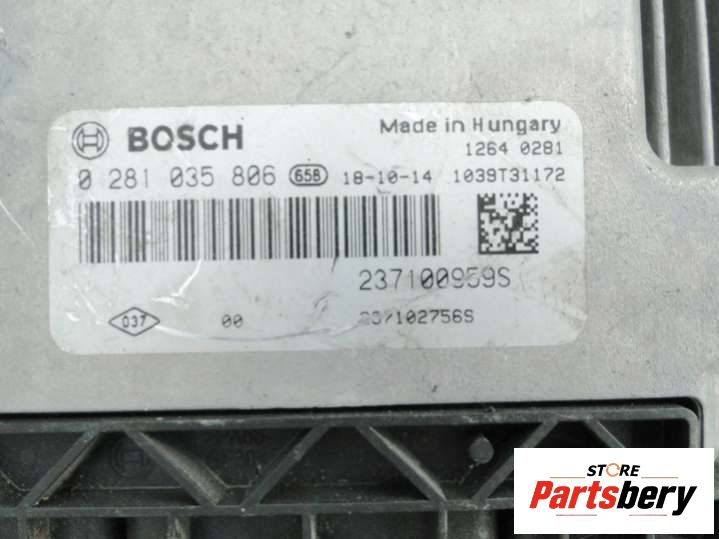 BOSCH
Made in Hungary
1264 0281
0 281 035 806 658 18-10-14 1039T31172
237100959S
037 00 237102756S
STORE
Partsbery